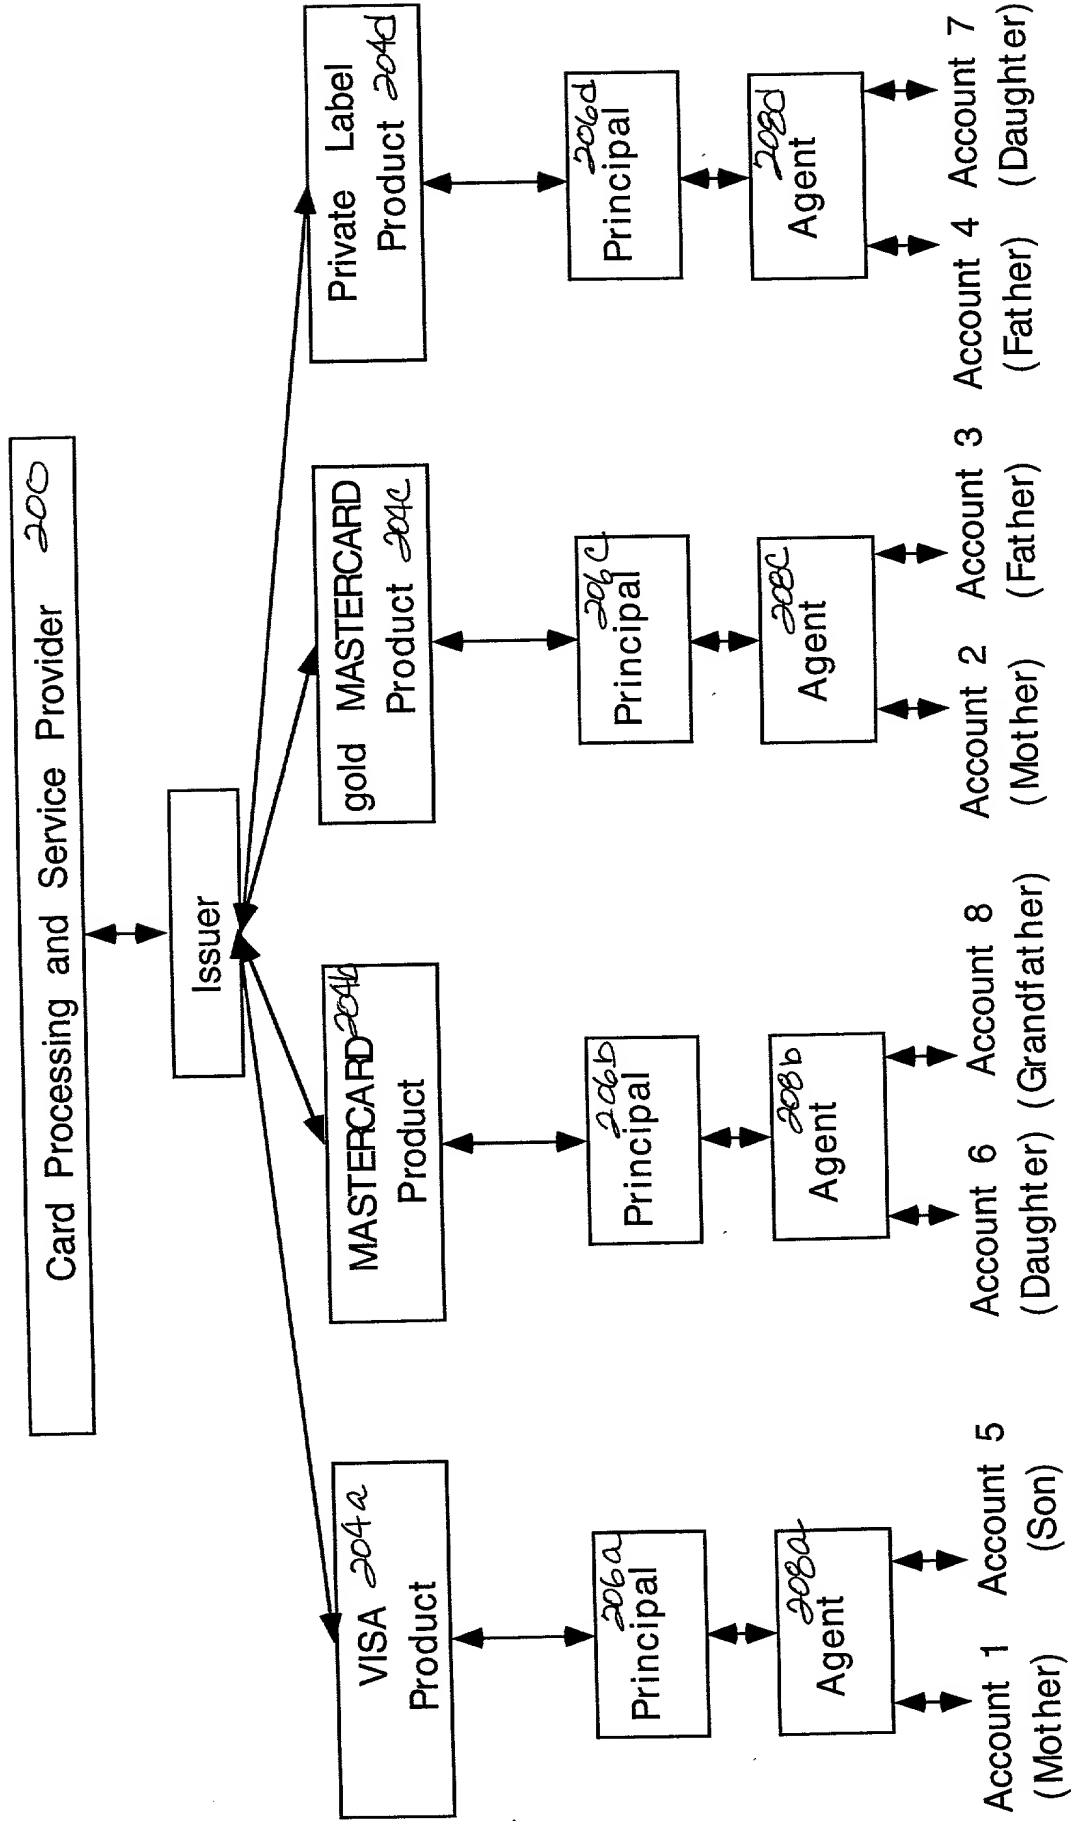 Card Processing and Service Provider 200
Issuer
VISA 204a
Product
MASTERCARD 204b
Product
gold MASTERCARD
Product 204c
Private Label
Product 204d
206a
Principal
206b
Principal
206c
Principal
206d
Principal
208a
Agent
208b
Agent
208c
Agent
208d
Agent
Account 1
(Mother)
Account 5
(Son)
Account 6
(Daughter)
Account 8
(Grandfather)
Account 2
(Mother)
Account 3
(Father)
Account 4
(Father)
Account 7
(Daughter)